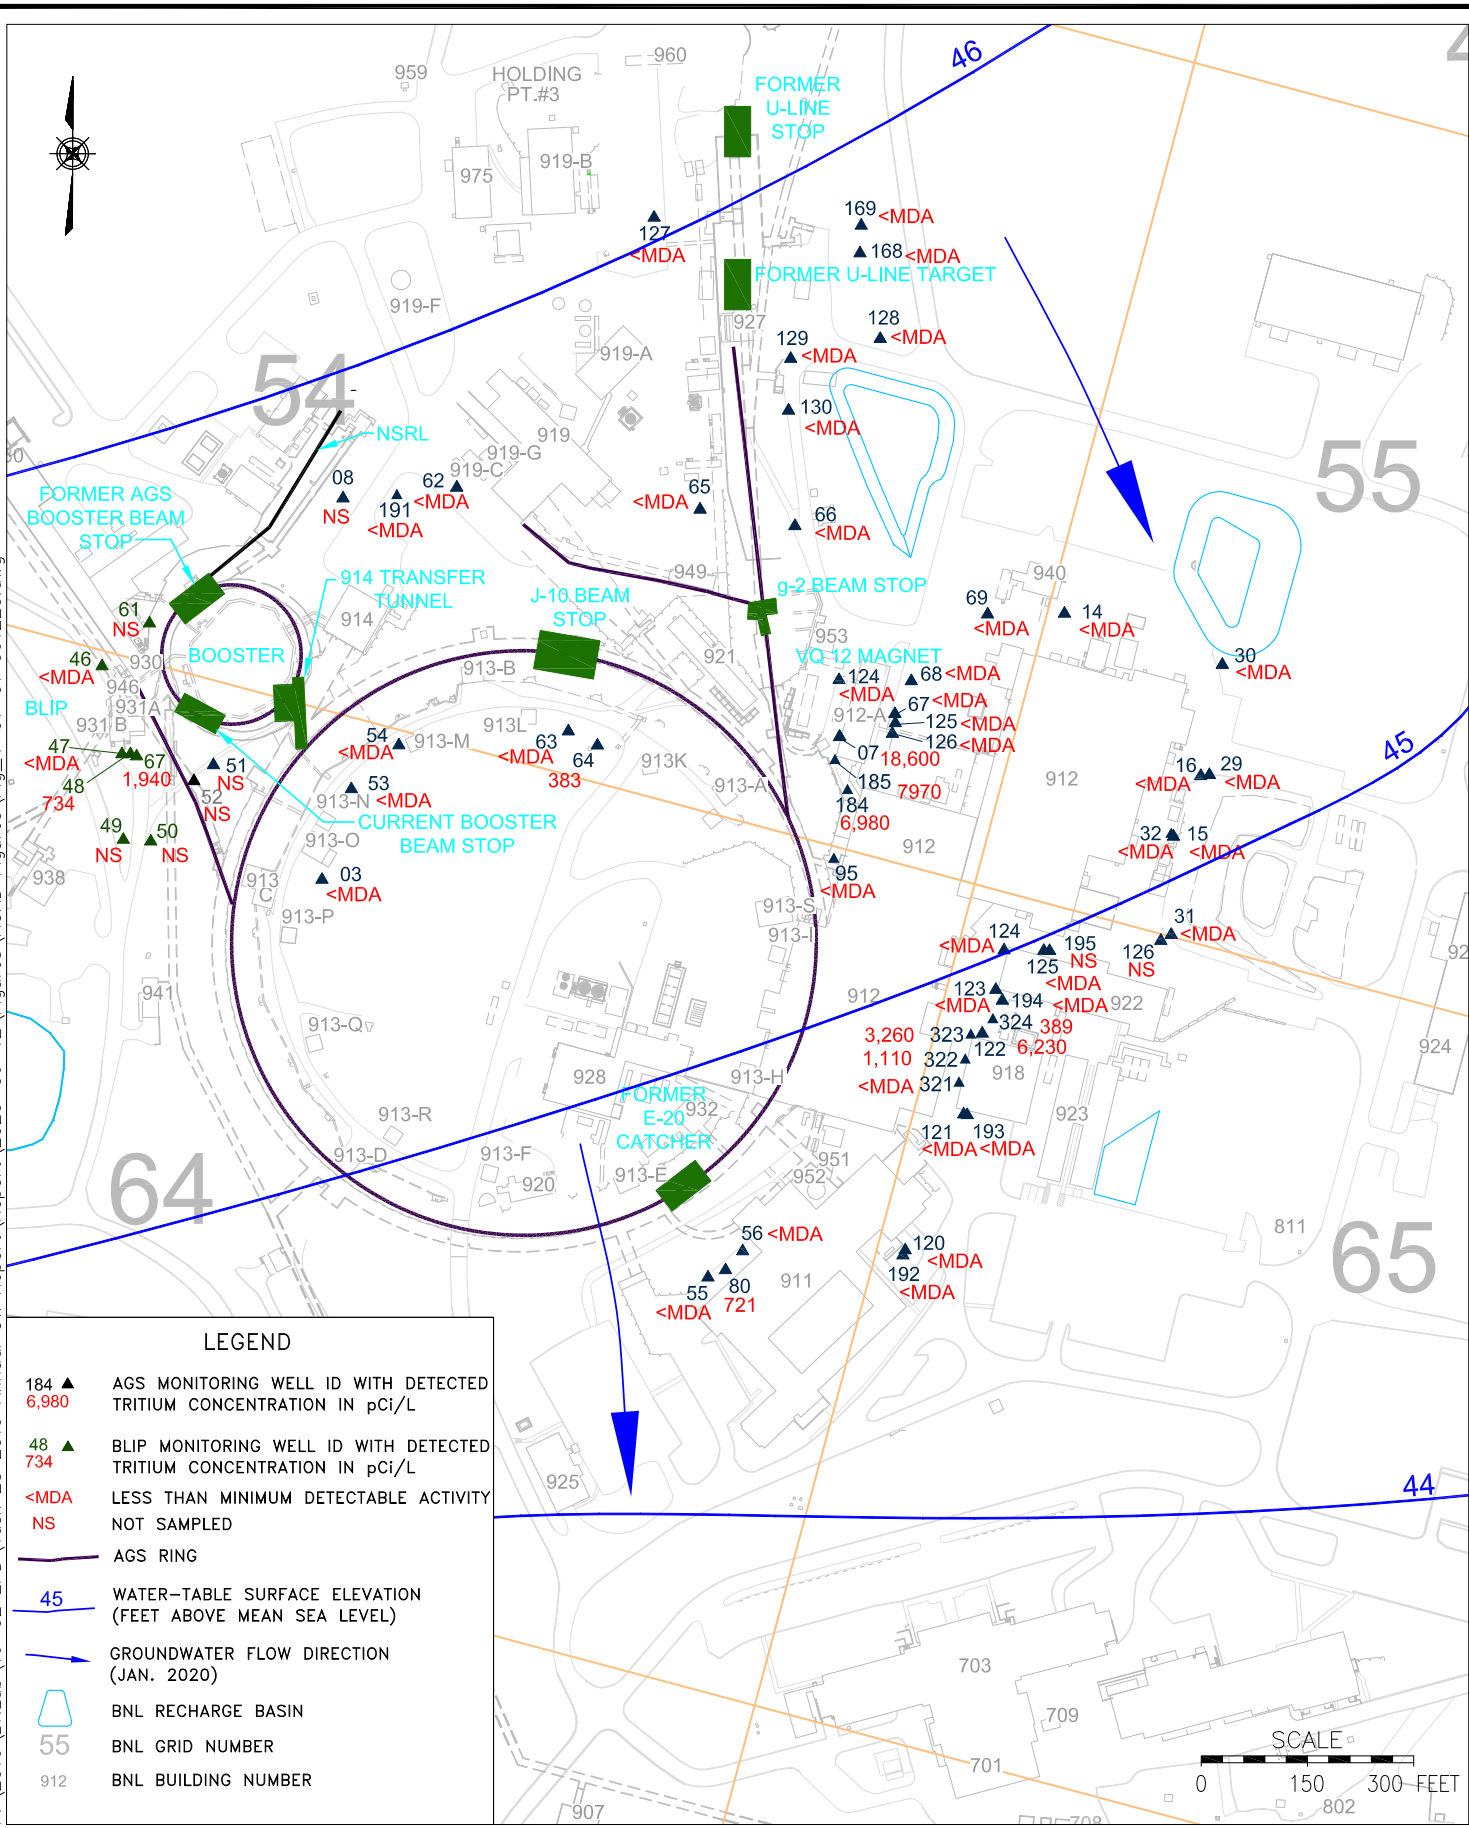 46
959
960
HOLDING
PT.#3
FORMER
U-LINE
STOP
919-B
975
169
<MDA
127
<MDA
168
<MDA
FORMER U-LINE TARGET
919-F
927
128
<MDA
129
<MDA
919-A
54
130
<MDA
NSRL
919
919-G
919-C
55
08
NS
191
<MDA
62
<MDA
65
<MDA
66
<MDA
FORMER AGS
BOOSTER BEAM
STOP
914 TRANSFER
TUNNEL
914
J-10 BEAM
STOP
949
g-2 BEAM STOP
940
69
<MDA
14
<MDA
61
NS
953
VQ-12 MAGNET
BOOSTER
930
46
<MDA
946
931A
931 B
BLIP
913-B
921
124
<MDA
68
<MDA
30
<MDA
67
<MDA
912-A
125
<MDA
126
<MDA
913L
913-M
54
<MDA
63
<MDA
64
383
913K
07
18,600
45
47
<MDA
48
734
67
1,940
51
NS
52
NS
53
<MDA
913-N
913-A
185
7970
184
6,980
912
16
<MDA
29
<MDA
CURRENT BOOSTER
BEAM STOP
49
NS
50
NS
913-O
912
32
<MDA
15
<MDA
938
913
C
03
<MDA
95
<MDA
913-P
913-S
913-I
31
<MDA
124
<MDA
195
NS
125
<MDA
126
NS
941
912
123
<MDA
194
<MDA
922
913-Q
324
389
3,260
323
122
6,230
1,110
322
924
928
913-H
918
<MDA
321
FORMER
E-20
CATCHER
932
913-R
923
121
<MDA
193
<MDA
913-D
913-F
951
952
913-E
920
64
56
<MDA
811
65
120
<MDA
192
<MDA
911
55
<MDA
80
721
LEGEND
184
6,980
AGS MONITORING WELL ID WITH DETECTED
TRITIUM CONCENTRATION IN pCi/L
48
734
BLIP MONITORING WELL ID WITH DETECTED
TRITIUM CONCENTRATION IN pCi/L
<MDA LESS THAN MINIMUM DETECTABLE ACTIVITY
NS NOT SAMPLED
AGS RING
45
WATER-TABLE SURFACE ELEVATION
(FEET ABOVE MEAN SEA LEVEL)
GROUNDWATER FLOW DIRECTION
(JAN. 2020)
BNL RECHARGE BASIN
55 BNL GRID NUMBER
912 BNL BUILDING NUMBER
925
44
703
709
701
907
SCALE
0 150 300 FEET
802